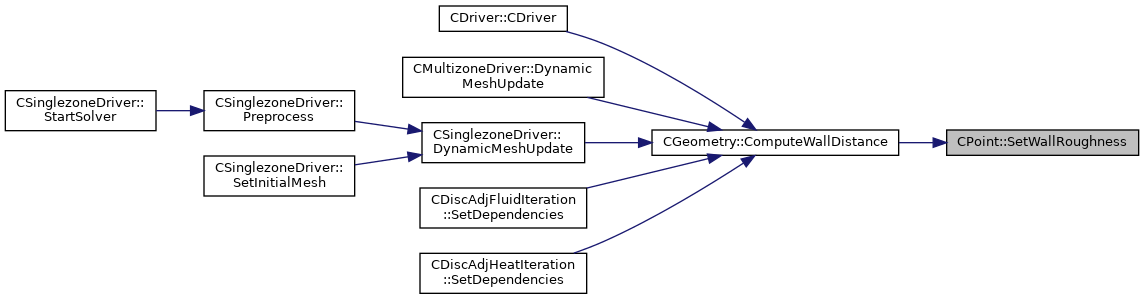 CDriver::CDriver
CMultizoneDriver::Dynamic
MeshUpdate
CSinglezoneDriver::
StartSolver
CSinglezoneDriver::
Preprocess
CSinglezoneDriver::
DynamicMeshUpdate
CGeometry::ComputeWallDistance
CPoint::SetWallRoughness
CSinglezoneDriver::
SetInitialMesh
CDiscAdjFluidIteration
::SetDependencies
CDiscAdjHeatIteration
::SetDependencies